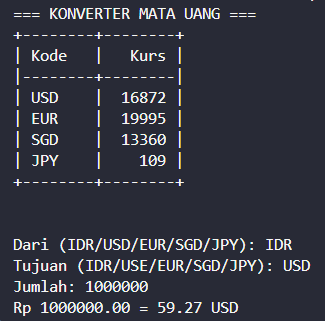 === KONVERTER MATA UANG ===
+--------+--------+
| Kode   |   Kurs |
|--------+--------|
| USD    |  16872 |
| EUR    |  19995 |
| SGD    |  13360 |
| JPY    |    109 |
+--------+--------+
Dari (IDR/USD/EUR/SGD/JPY): IDR
Tujuan (IDR/USE/EUR/SGD/JPY): USD
Jumlah: 1000000
Rp 1000000.00 = 59.27 USD